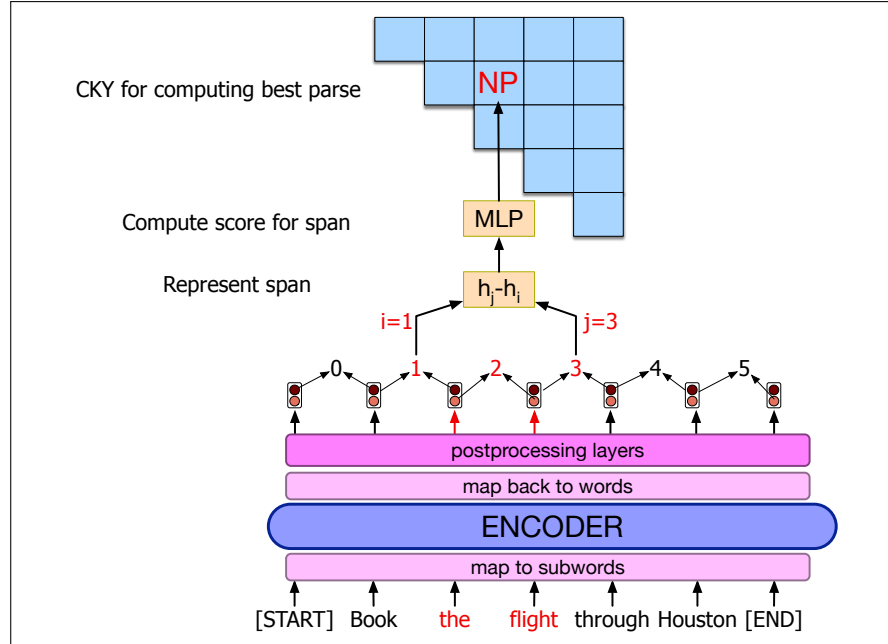 NP
CKY for computing best parse
MLP
Compute score for span
Represent span
hj-hi
i=1
j=3
0 1 2 3 4 5
postprocessing layers
map back to words
ENCODER
map to subwords
[START] Book the flight through Houston [END]